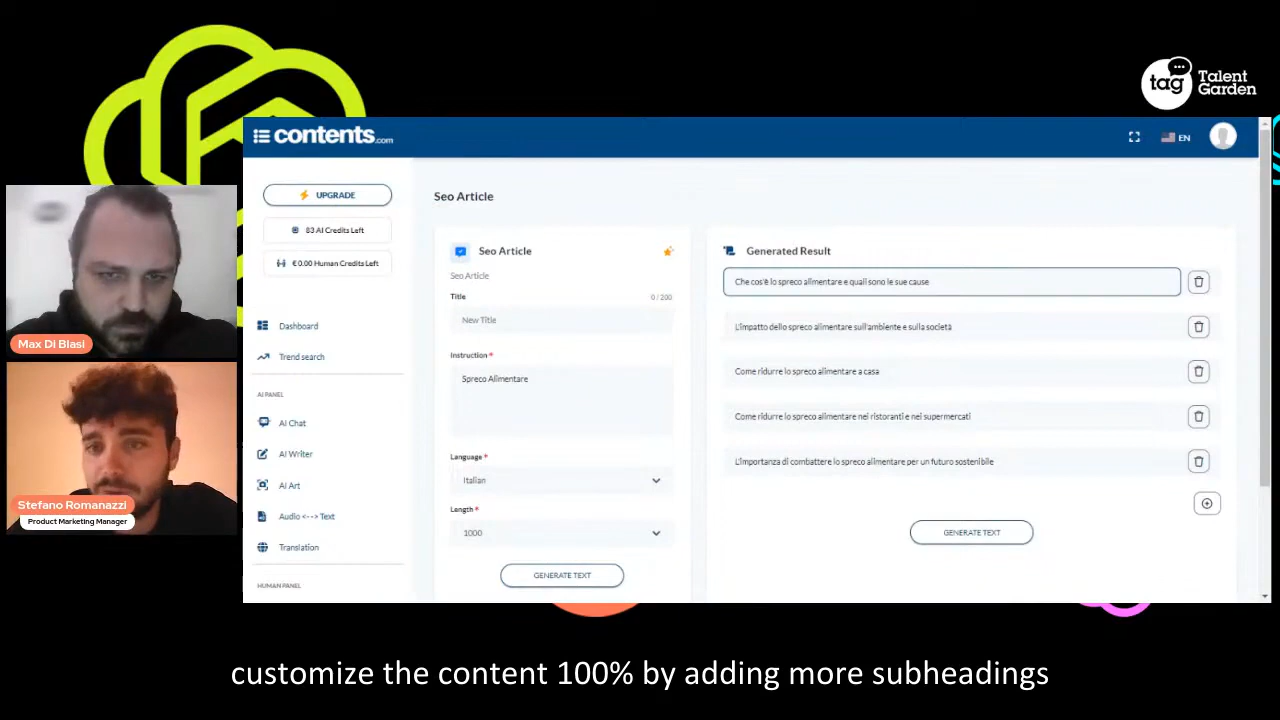 tag
Talent
Garden
contents.com
EN
UPGRADE
83 AI Credits Left
€ 0.00 Human Credits Left
Dashboard
Trend search
AI PANEL
AI Chat
AI Writer
AI Art
Audio <--> Text
Translation
HUMAN PANEL
Seo Article
Seo Article
Seo Article
Title
0 / 200
New Title
Instruction *
Spreco Alimentare
Language *
Italian
Length *
1000
GENERATE TEXT
Generated Result
Che cos'è lo spreco alimentare e quali sono le sue cause
L'impatto dello spreco alimentare sull'ambiente e sulla società
Come ridurre lo spreco alimentare a casa
Come ridurre lo spreco alimentare nei ristoranti e nei supermercati
L'importanza di combattere lo spreco alimentare per un futuro sostenibile
GENERATE TEXT
Max Di Biasi
Stefano Romanazzi
Product Marketing Manager
customize the content 100% by adding more subheadings